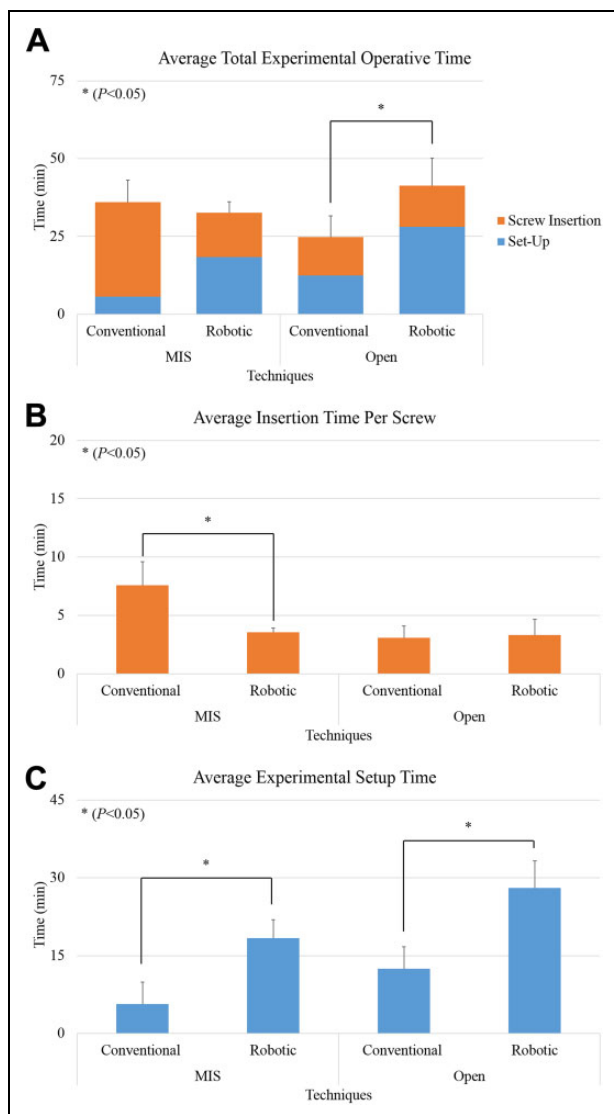 A
Average Total Experimental Operative Time
75
* (P<0.05)
*
50
Time (min)
Screw Insertion
Set-Up
25
0
Conventional Robotic Conventional Robotic
MIS Open
Techniques
B
Average Insertion Time Per Screw
20
* (P<0.05)
15
*
10
Time (min)
5
0
Conventional Robotic Conventional Robotic
MIS Open
Techniques
C
Average Experimental Setup Time
45
* (P<0.05)
*
*
30
Time (min)
15
0
Conventional Robotic Conventional Robotic
MIS Open
Techniques